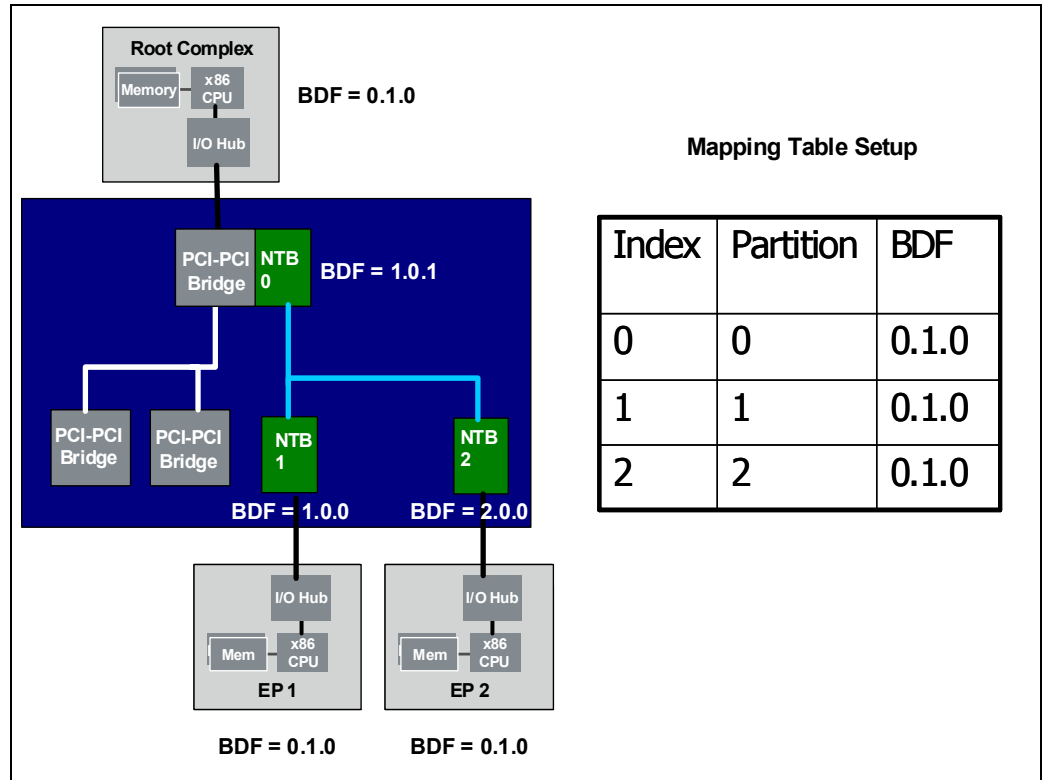 Root Complex
Memory
x86
CPU
I/O Hub
BDF = 0.1.0
Mapping Table Setup
PCI-PCI
Bridge
NTB
0
BDF = 1.0.1
PCI-PCI
Bridge
PCI-PCI
Bridge
NTB
1
NTB
2
BDF = 1.0.0
BDF = 2.0.0
I/O Hub
Mem
x86
CPU
EP 1
I/O Hub
Mem
x86
CPU
EP 2
BDF = 0.1.0
BDF = 0.1.0
Index Partition BDF
0 0 0.1.0
1 1 0.1.0
2 2 0.1.0